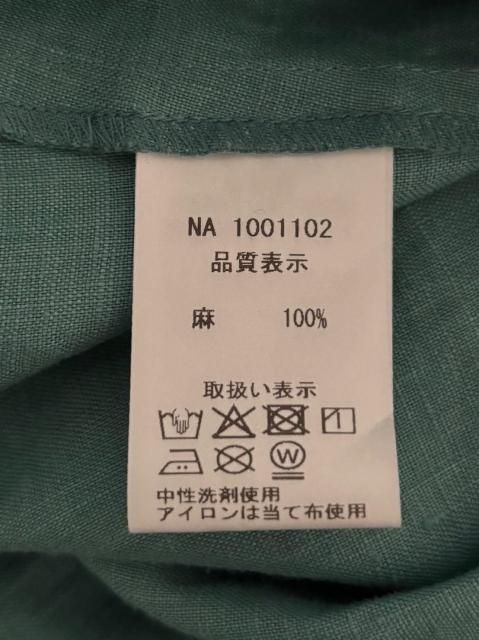 NA 1001102
品質表示
麻 100%
取扱い表示
W
中性洗剤使用
アイロンは当て布使用